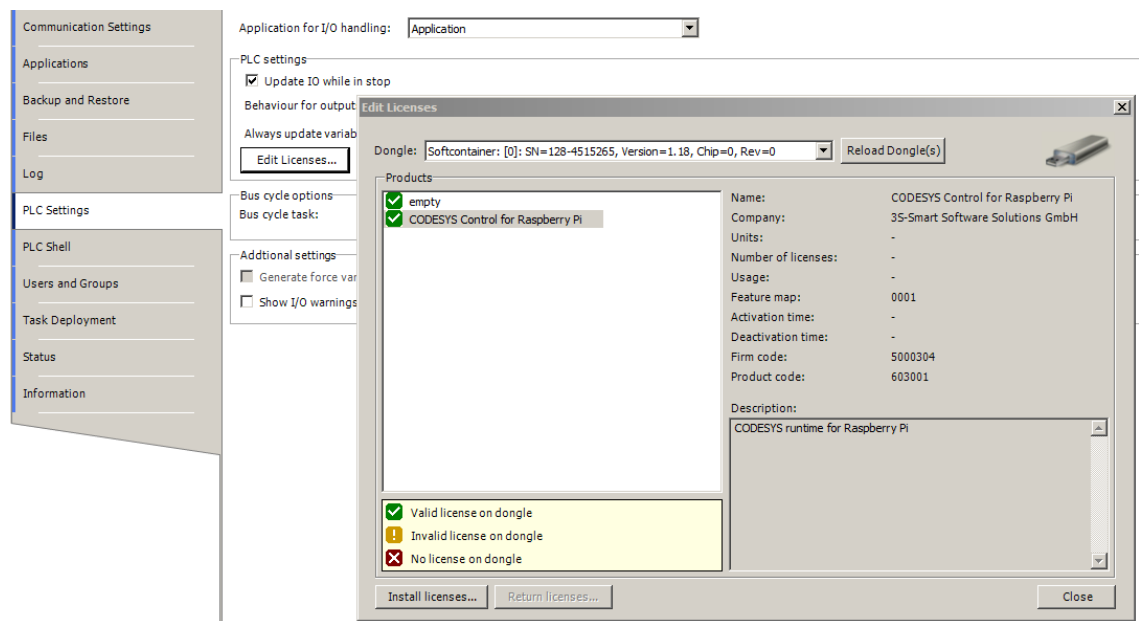 Communication Settings
Applications
Backup and Restore
Files
Log
PLC Settings
PLC Shell
Users and Groups
Task Deployment
Status
Information
Application for I/O handling: Application
PLC settings
Update IO while in stop
Behaviour for output
Always update variab
Edit Licenses...
Bus cycle options
Bus cycle task:
Addtional settings
Generate force var
Show I/O warnings
Edit Licenses
Dongle: Softcontainer: [0]: SN=128-4515265, Version=1.18, Chip=0, Rev=0 Reload Dongle(s)
Products
empty
CODESYS Control for Raspberry Pi
Valid license on dongle
Invalid license on dongle
No license on dongle
Name: CODESYS Control for Raspberry Pi
Company: 3S-Smart Software Solutions GmbH
Units: -
Number of licenses: -
Usage: -
Feature map: 0001
Activation time: -
Deactivation time: -
Firm code: 5000304
Product code: 603001
Description:
CODESYS runtime for Raspberry Pi
Install licenses... Return licenses... Close